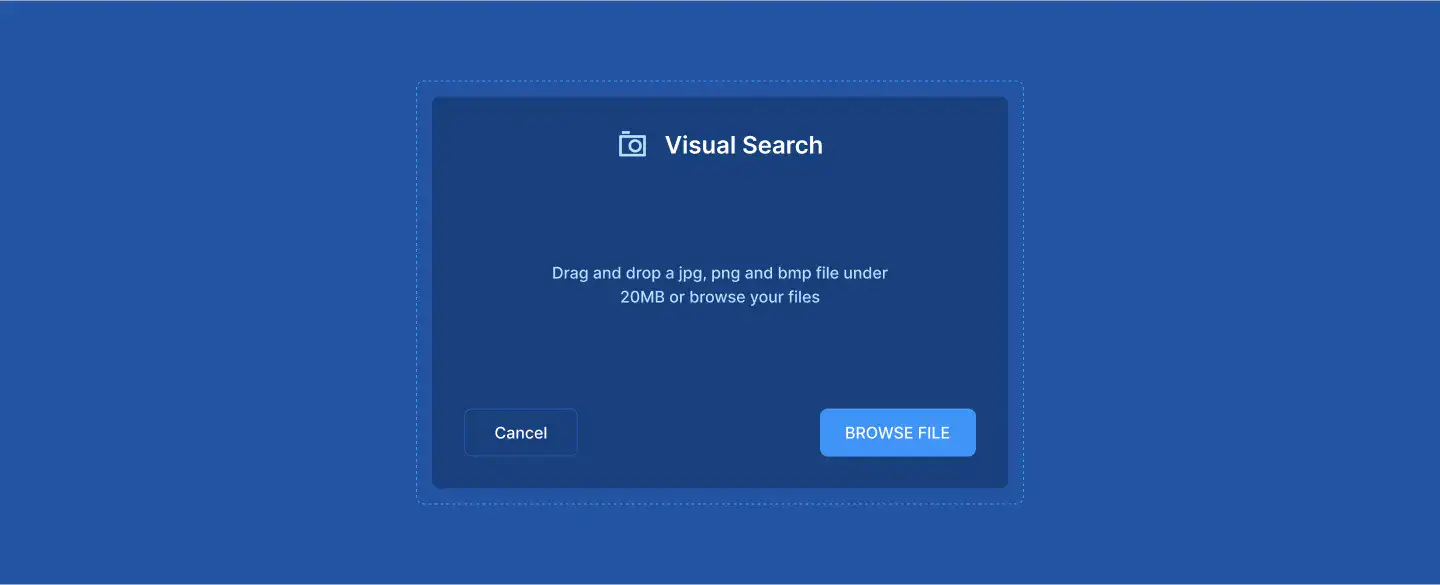 Visual Search
Drag and drop a jpg, png and bmp file under
20MB or browse your files
Cancel
BROWSE FILE